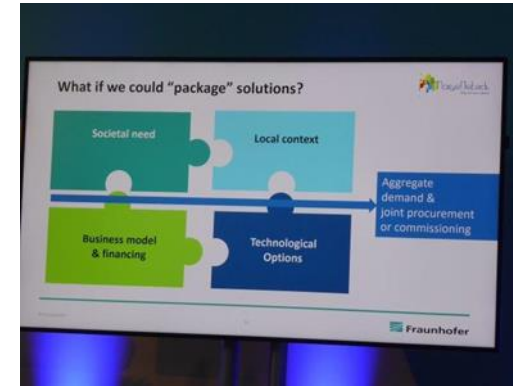 What if we could “package” solutions?
Societal need
Local context
Aggregate
demand &
joint procurement
or commissioning
Business model
& financing
Technological
Options
Fraunhofer